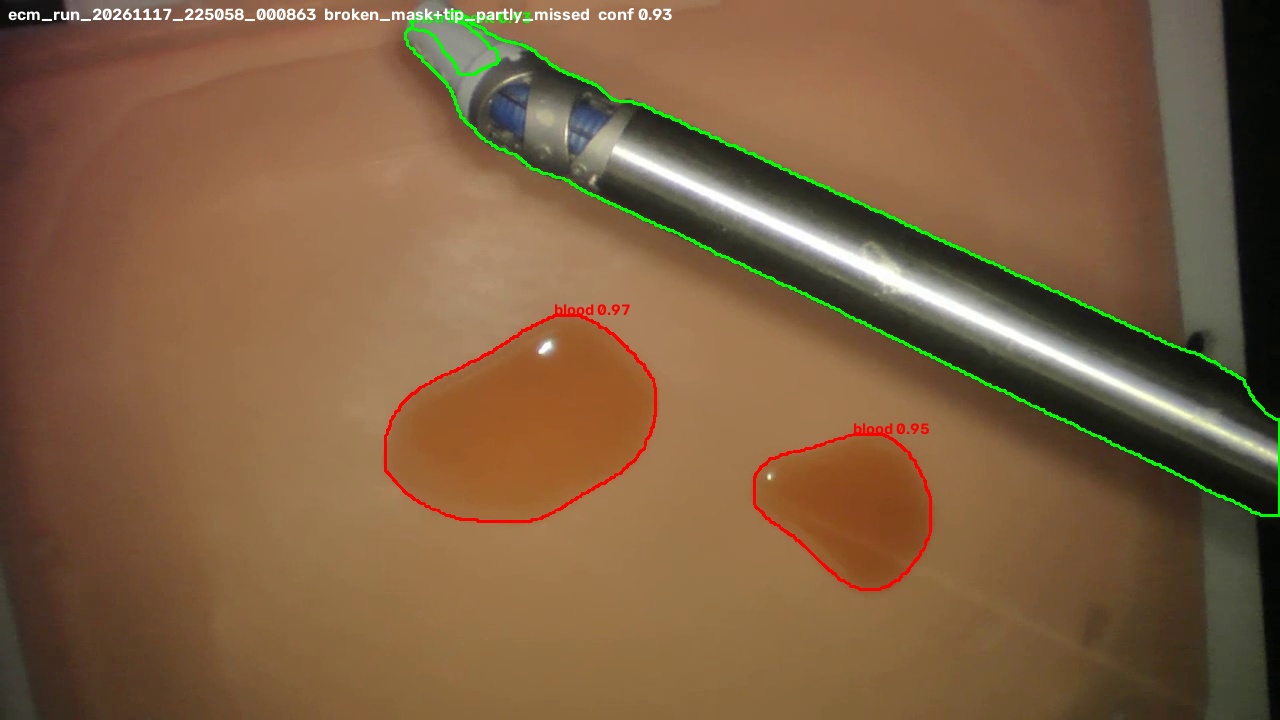 ecm_run_20261117_225058_000863 broken_mask+tip_partly_missed conf 0.93
blood 0.97
blood 0.95